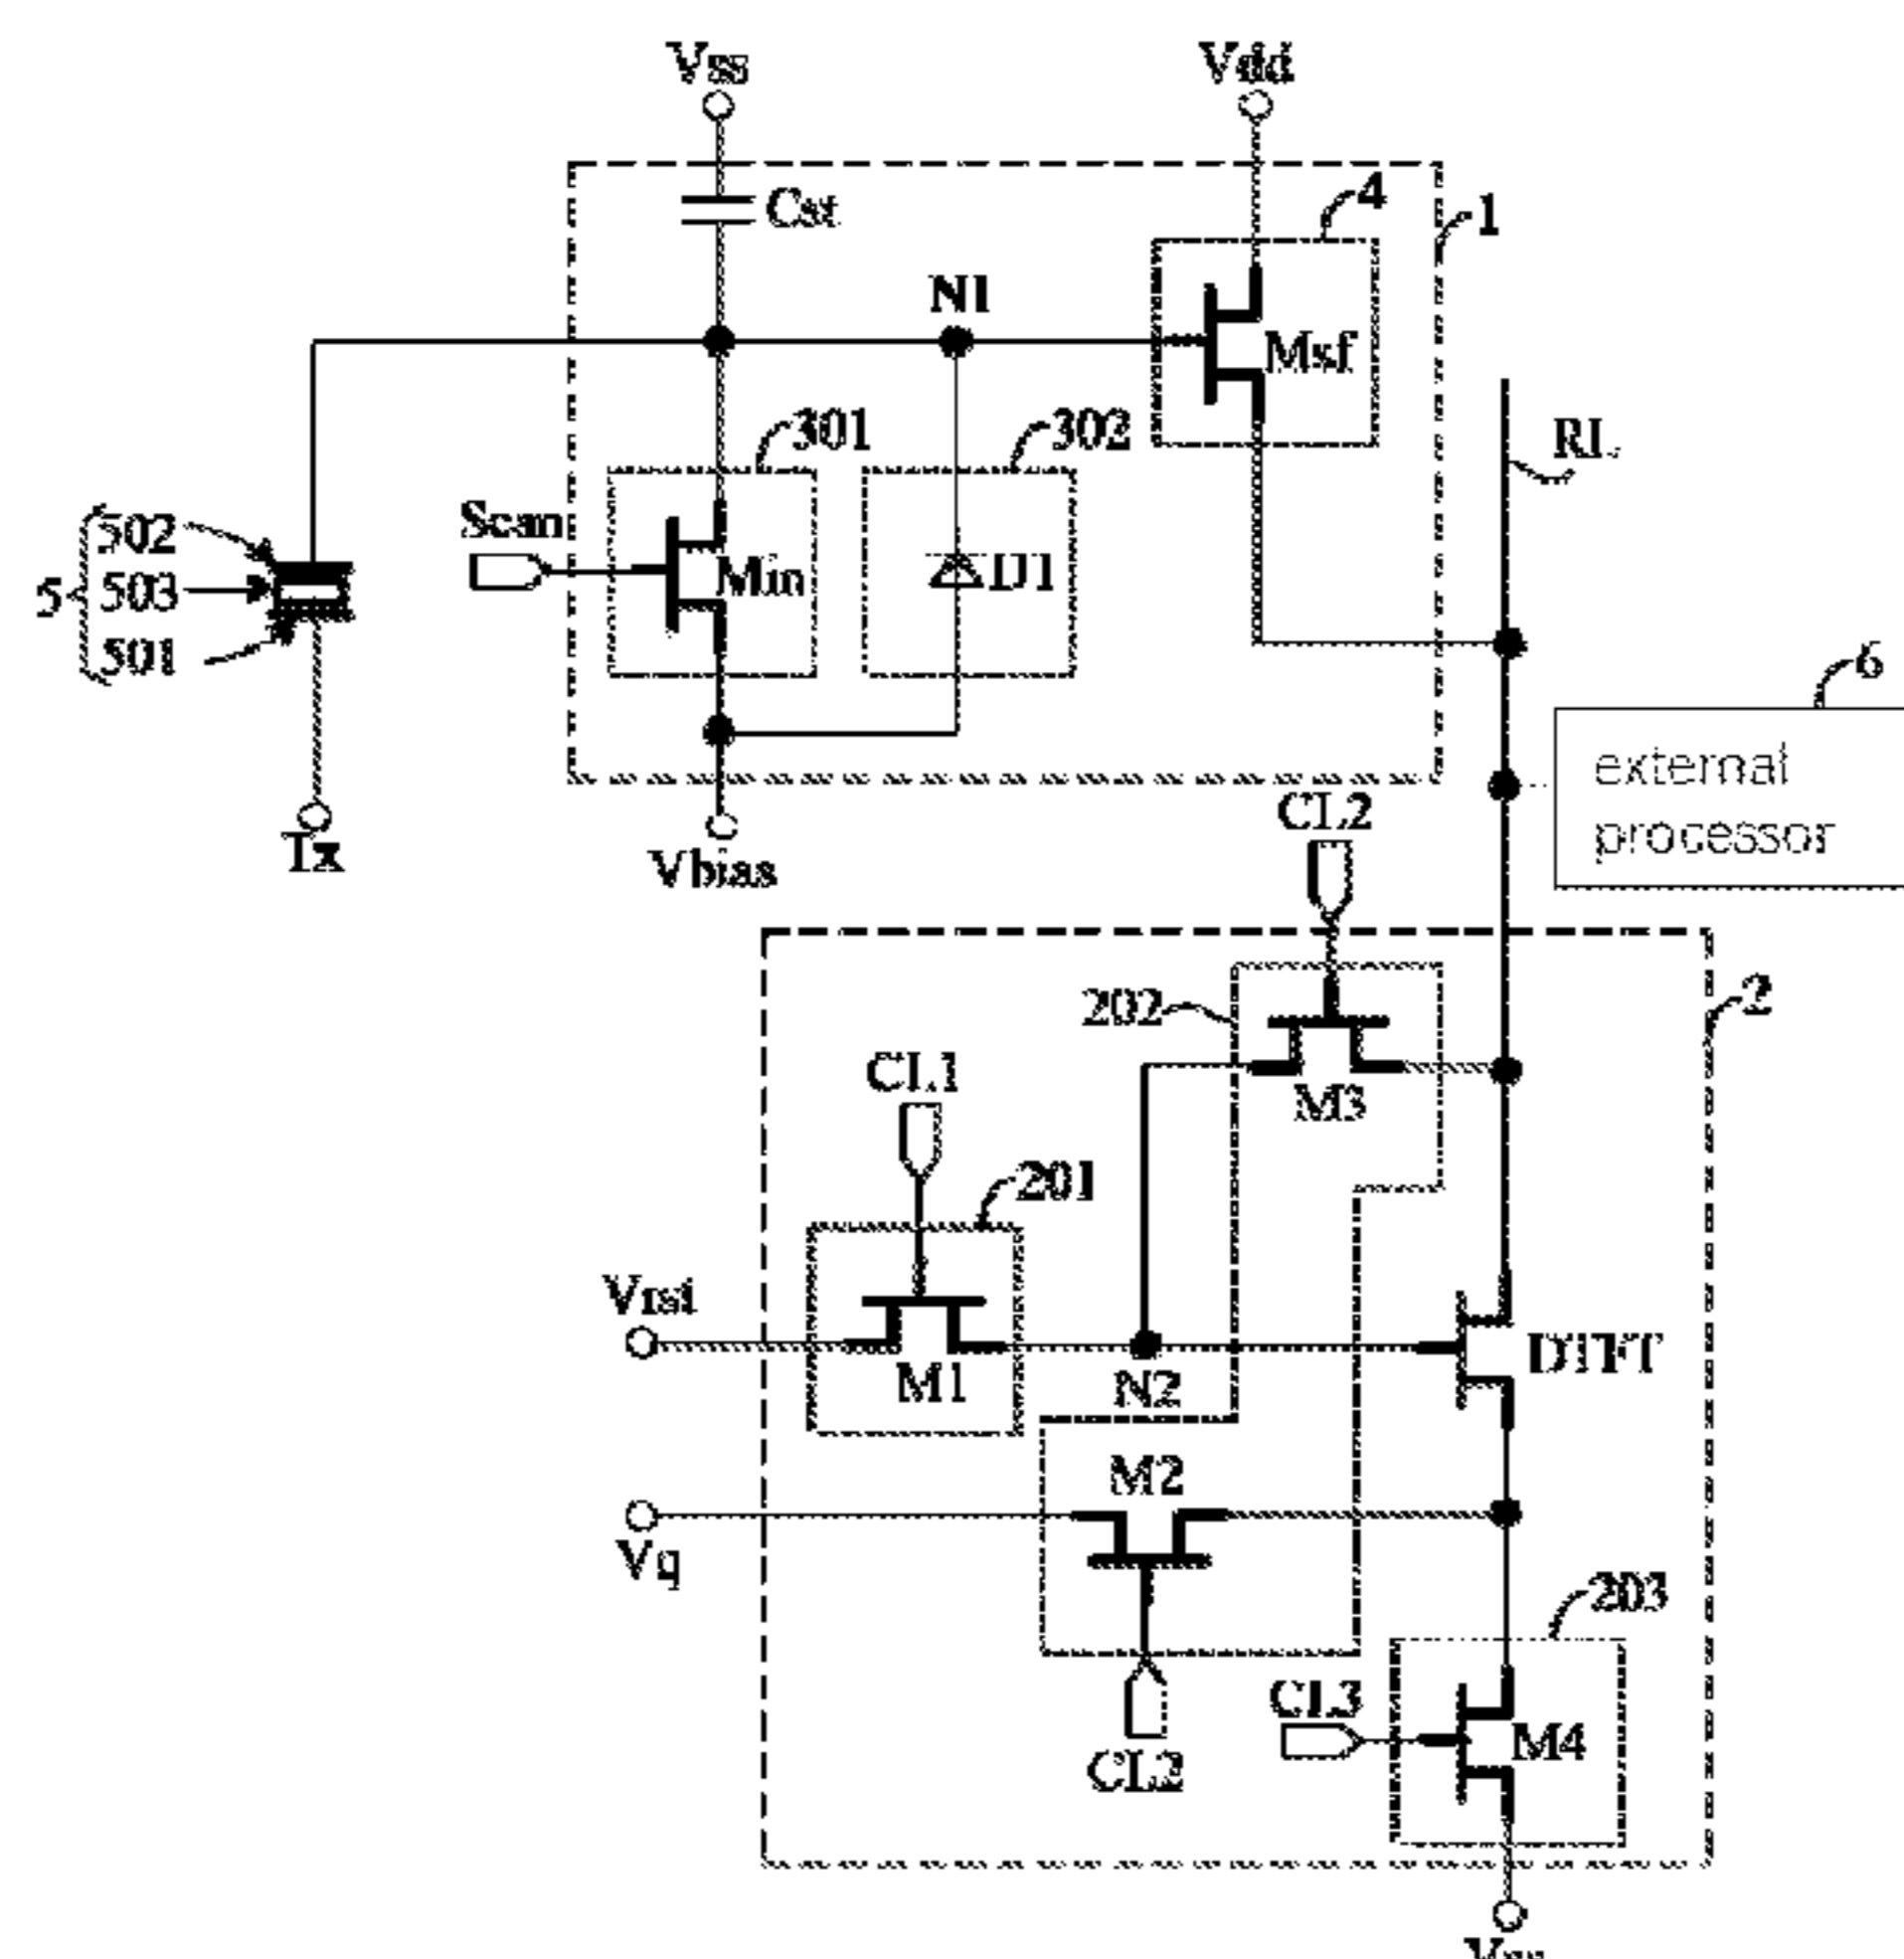 Vss
Vdd
Cst
4
1
N1
Msf
301
302
RL
Scan
502
5
503
501
Min
D1
6
external
processor
Tx
Vbias
CL2
202
2
M3
CL1
201
Vrst
M1
N2
DTFT
M2
Vq
203
CL3
M4
CL2